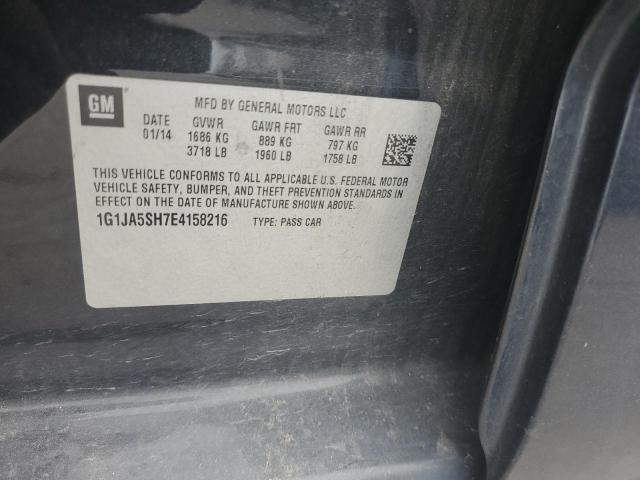 GM
MFD BY GENERAL MOTORS LLC
DATE GVWR GAWR FRT GAWR RR
01/14 1686 KG 889 KG 797 KG
3718 LB 1960 LB 1758 LB
THIS VEHICLE CONFORMS TO ALL APPLICABLE U.S. FEDERAL MOTOR
VEHICLE SAFETY, BUMPER, AND THEFT PREVENTION STANDARDS IN
EFFECT ON THE DATE OF MANUFACTURE SHOWN ABOVE.
1G1JA5SH7E4158216 TYPE: PASS CAR